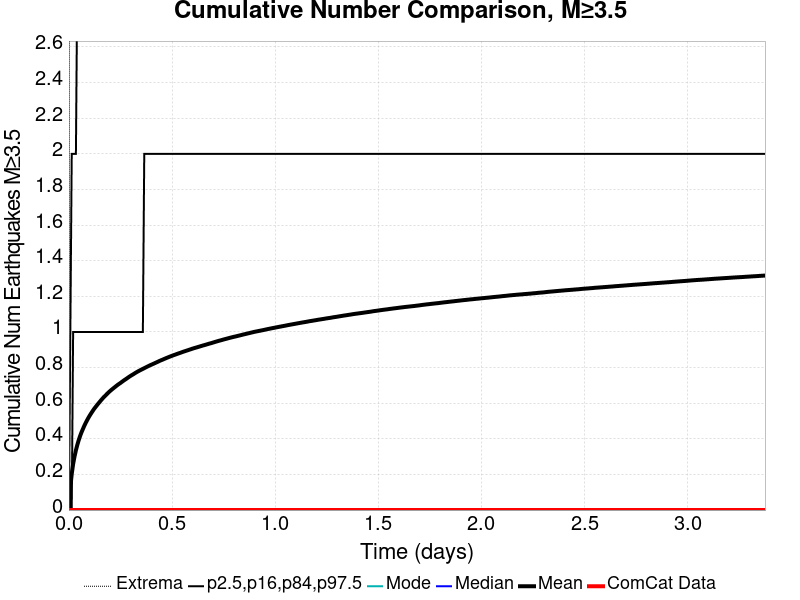 Cumulative Number Comparison, M≥3.5
Cumulative Num Earthquakes M≥3.5
2.6
2.4
2.2
2
1.8
1.6
1.4
1.2
1
0.8
0.6
0.4
0.2
0
0.0 0.5 1.0 1.5 2.0 2.5 3.0
Time (days)
Extrema p2.5,p16,p84,p97.5 Mode Median Mean ComCat Data